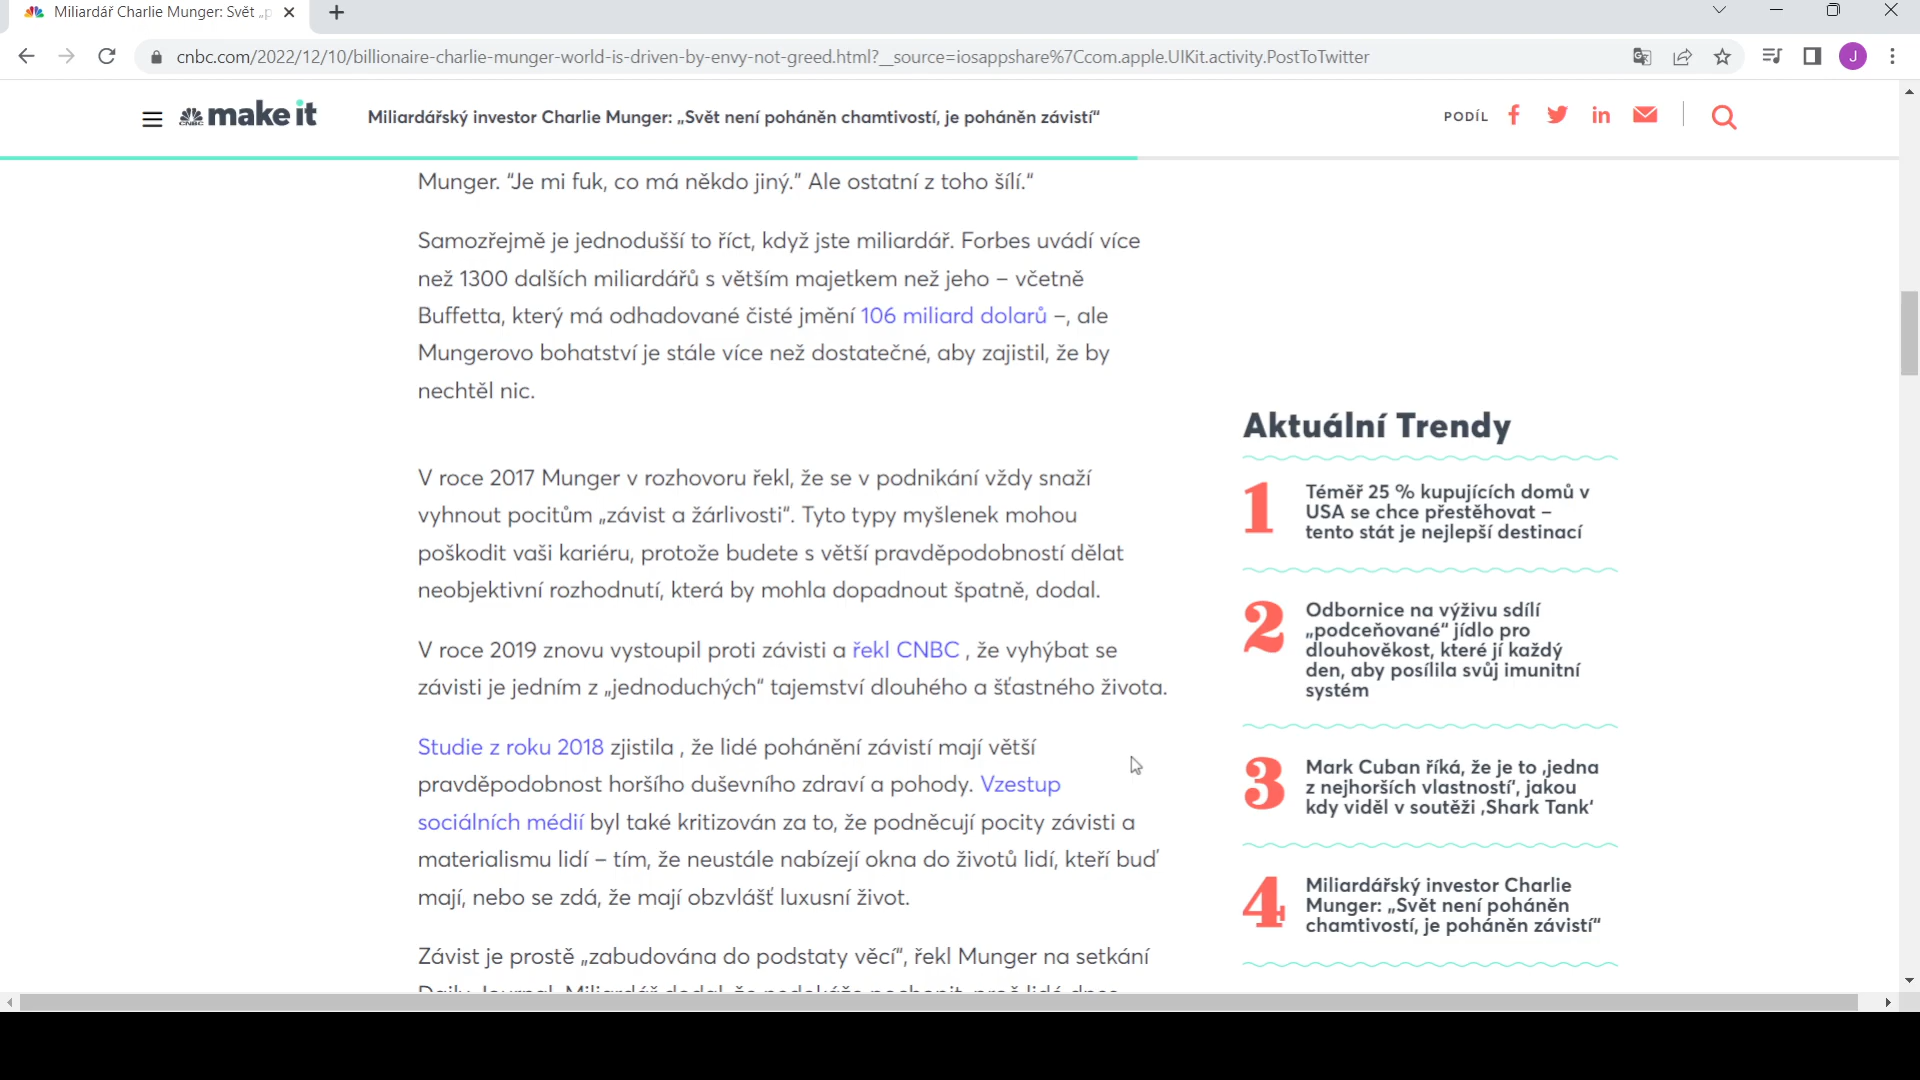 Miliardář Charlie Munger: Svět „p
cnbc.com/2022/12/10/billionaire-charlie-munger-world-is-driven-by-envy-not-greed.html?__source=iosappshare%7Ccom.apple.UIKit.activity.PostToTwitter
J
CNBC make it
Miliardářský investor Charlie Munger: „Svět není poháněn chamtivostí, je poháněn závistí“
PODÍL
Munger. “Je mi fuk, co má někdo jiný.” Ale ostatní z toho šílí.“
Samozřejmě je jednodušší to říct, když jste miliardář. Forbes uvádí více
než 1300 dalších miliardářů s větším majetkem než jeho – včetně
Buffetta, který má odhadované čisté jmění 106 miliard dolarů –, ale
Mungerovo bohatství je stále více než dostatečné, aby zajistil, že by
nechtěl nic.
V roce 2017 Munger v rozhovoru řekl, že se v podnikání vždy snaží
vyhnout pocitům „závist a žárlivosti“. Tyto typy myšlenek mohou
poškodit vaši kariéru, protože budete s větší pravděpodobností dělat
neobjektivní rozhodnutí, která by mohla dopadnout špatně, dodal.
V roce 2019 znovu vystoupil proti závisti a řekl CNBC , že vyhýbat se
závisti je jedním z „jednoduchých“ tajemství dlouhého a šťastného života.
Studie z roku 2018 zjistila , že lidé pohánění závistí mají větší
pravděpodobnost horšího duševního zdraví a pohody. Vzestup
sociálních médií byl také kritizován za to, že podněcují pocity závisti a
materialismu lidí – tím, že neustále nabízejí okna do životů lidí, kteří buď
mají, nebo se zdá, že mají obzvlášť luxusní život.
Závist je prostě „zabudována do podstaty věcí“, řekl Munger na setkání
Daily Journal. Miliardář dodal, že nedokáže pochopit, proč lidé dnes
Aktuální Trendy
1
Téměř 25 % kupujících domů v
USA se chce přestěhovat –
tento stát je nejlepší destinací
2
Odbornice na výživu sdílí
„podceňované“ jídlo pro
dlouhověkost, které jí každý
den, aby posílila svůj imunitní
systém
3
Mark Cuban říká, že je to ‚jedna
z nejhorších vlastností‘, jakou
kdy viděl v soutěži ‚Shark Tank‘
4
Miliardářský investor Charlie
Munger: „Svět není poháněn
chamtivostí, je poháněn závistí“